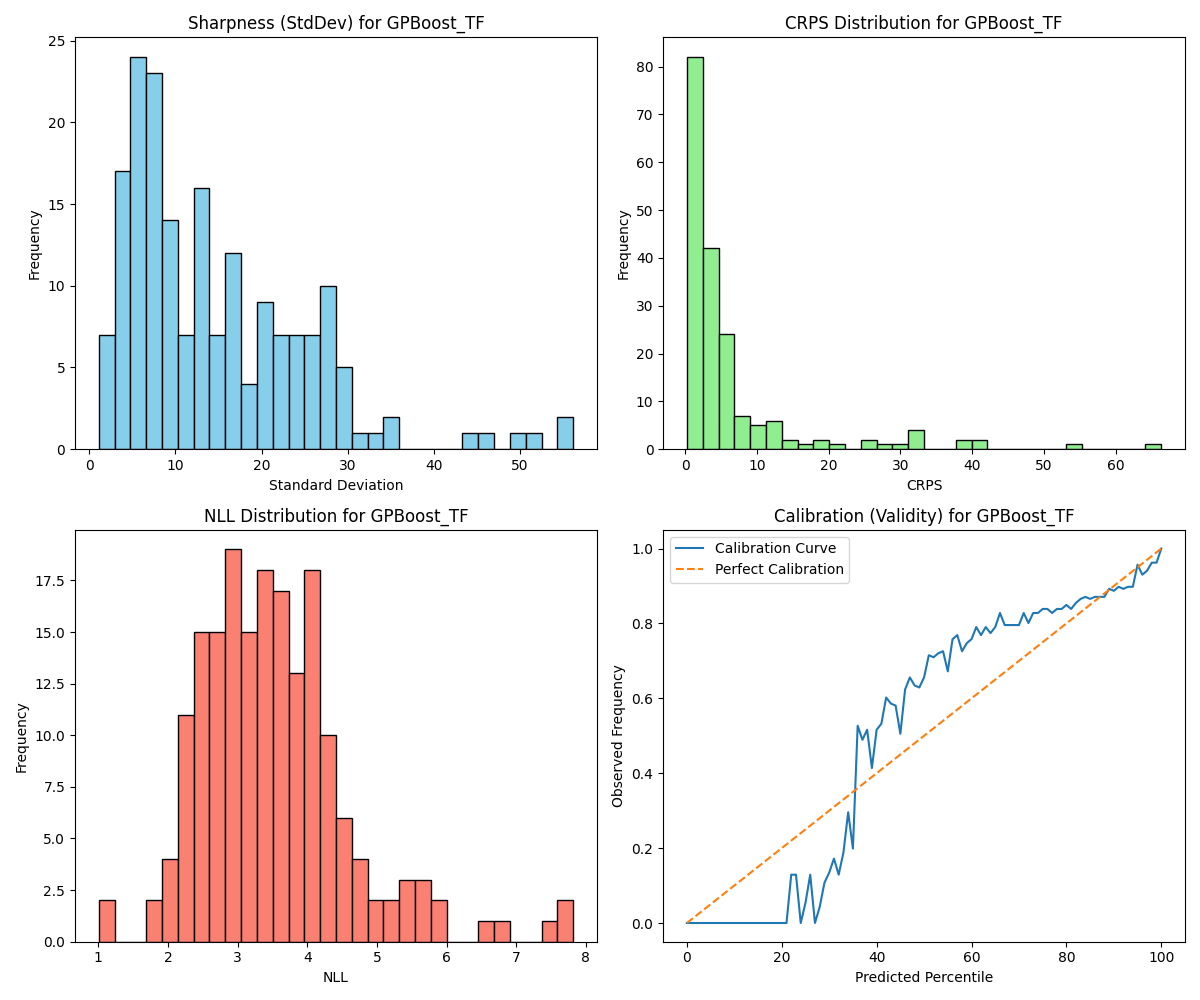 Sharpness (StdDev) for GPBoost_TF
25
20
15
10
5
0
Frequency
0 10 20 30 40 50
Standard Deviation
CRPS Distribution for GPBoost_TF
80
70
60
50
40
30
20
10
0
Frequency
0 10 20 30 40 50 60
CRPS
NLL Distribution for GPBoost_TF
17.5
15.0
12.5
10.0
7.5
5.0
2.5
0.0
Frequency
1 2 3 4 5 6 7 8
NLL
Calibration (Validity) for GPBoost_TF
Calibration Curve
Perfect Calibration
1.0
0.8
0.6
0.4
0.2
0.0
Observed Frequency
0 20 40 60 80 100
Predicted Percentile